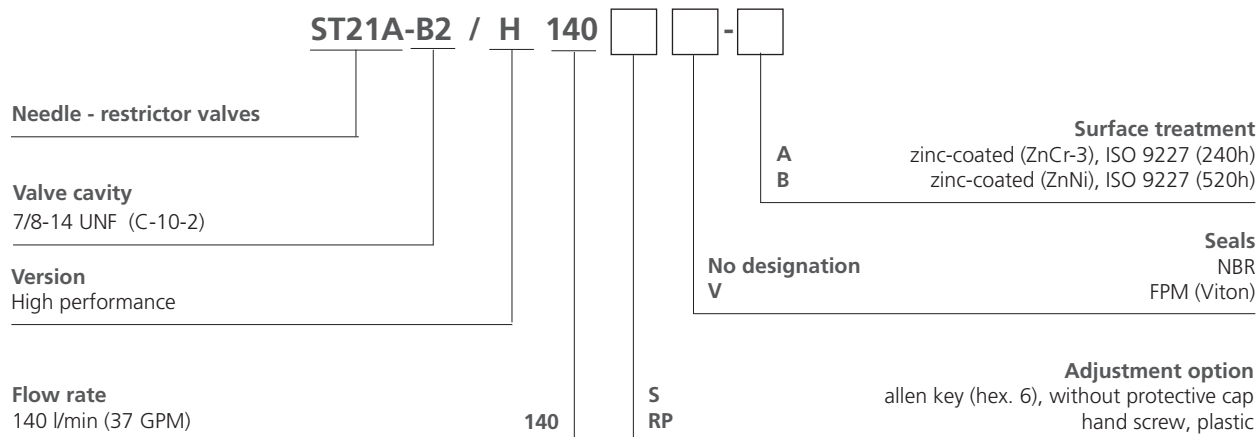 ST21A-B2 / H 140 -
Needle - restrictor valves
Valve cavity
7/8-14 UNF (C-10-2)
Version
High performance
Flow rate
140 l/min (37 GPM)
140
Surface treatment
A zinc-coated (ZnCr-3), ISO 9227 (240h)
B zinc-coated (ZnNi), ISO 9227 (520h)
Seals
No designation NBR
V FPM (Viton)
Adjustment option
S allen key (hex. 6), without protective cap
RP hand screw, plastic